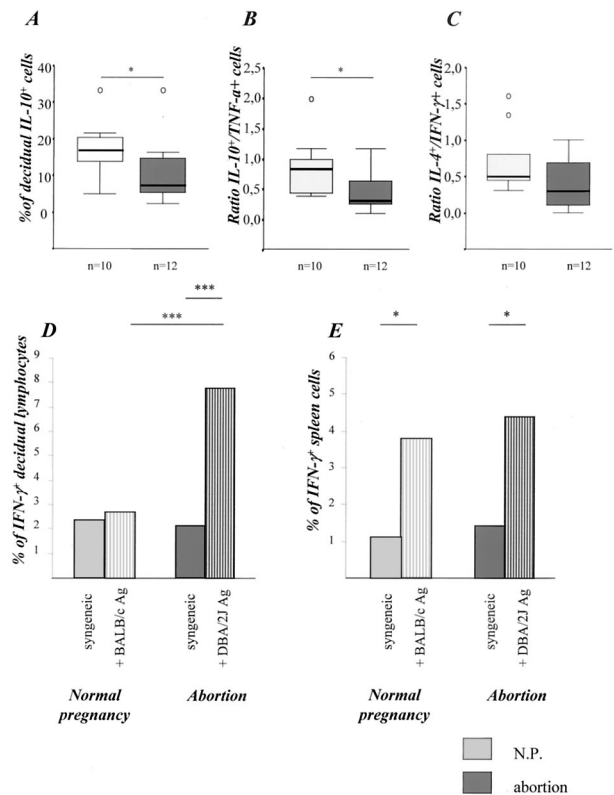 A
B
C
%of decidual IL-10+ cells
40
30
20
10
0
*
n=10
n=12
Ratio IL-10+/TNF-a+ cells
2,5
2,0
1,5
1,0
0,5
0,0
*
n=10
n=12
Ratio IL-4+/IFN-γ+ cells
2,0
1,5
1,0
0,5
0,0
n=10
n=12
D
***
***
% of IFN-γ+ decidual lymphocytes
9
8
7
6
5
4
3
2
1
syngeneic
+ BALB/c Ag
syngeneic
+ DBA/2J Ag
Normal
pregnancy
Abortion
E
*
*
% of IFN-γ+ spleen cells
6
5
4
3
2
1
syngeneic
+ BALB/c Ag
syngeneic
+ DBA/2J Ag
Normal
pregnancy
Abortion
N.P.
abortion